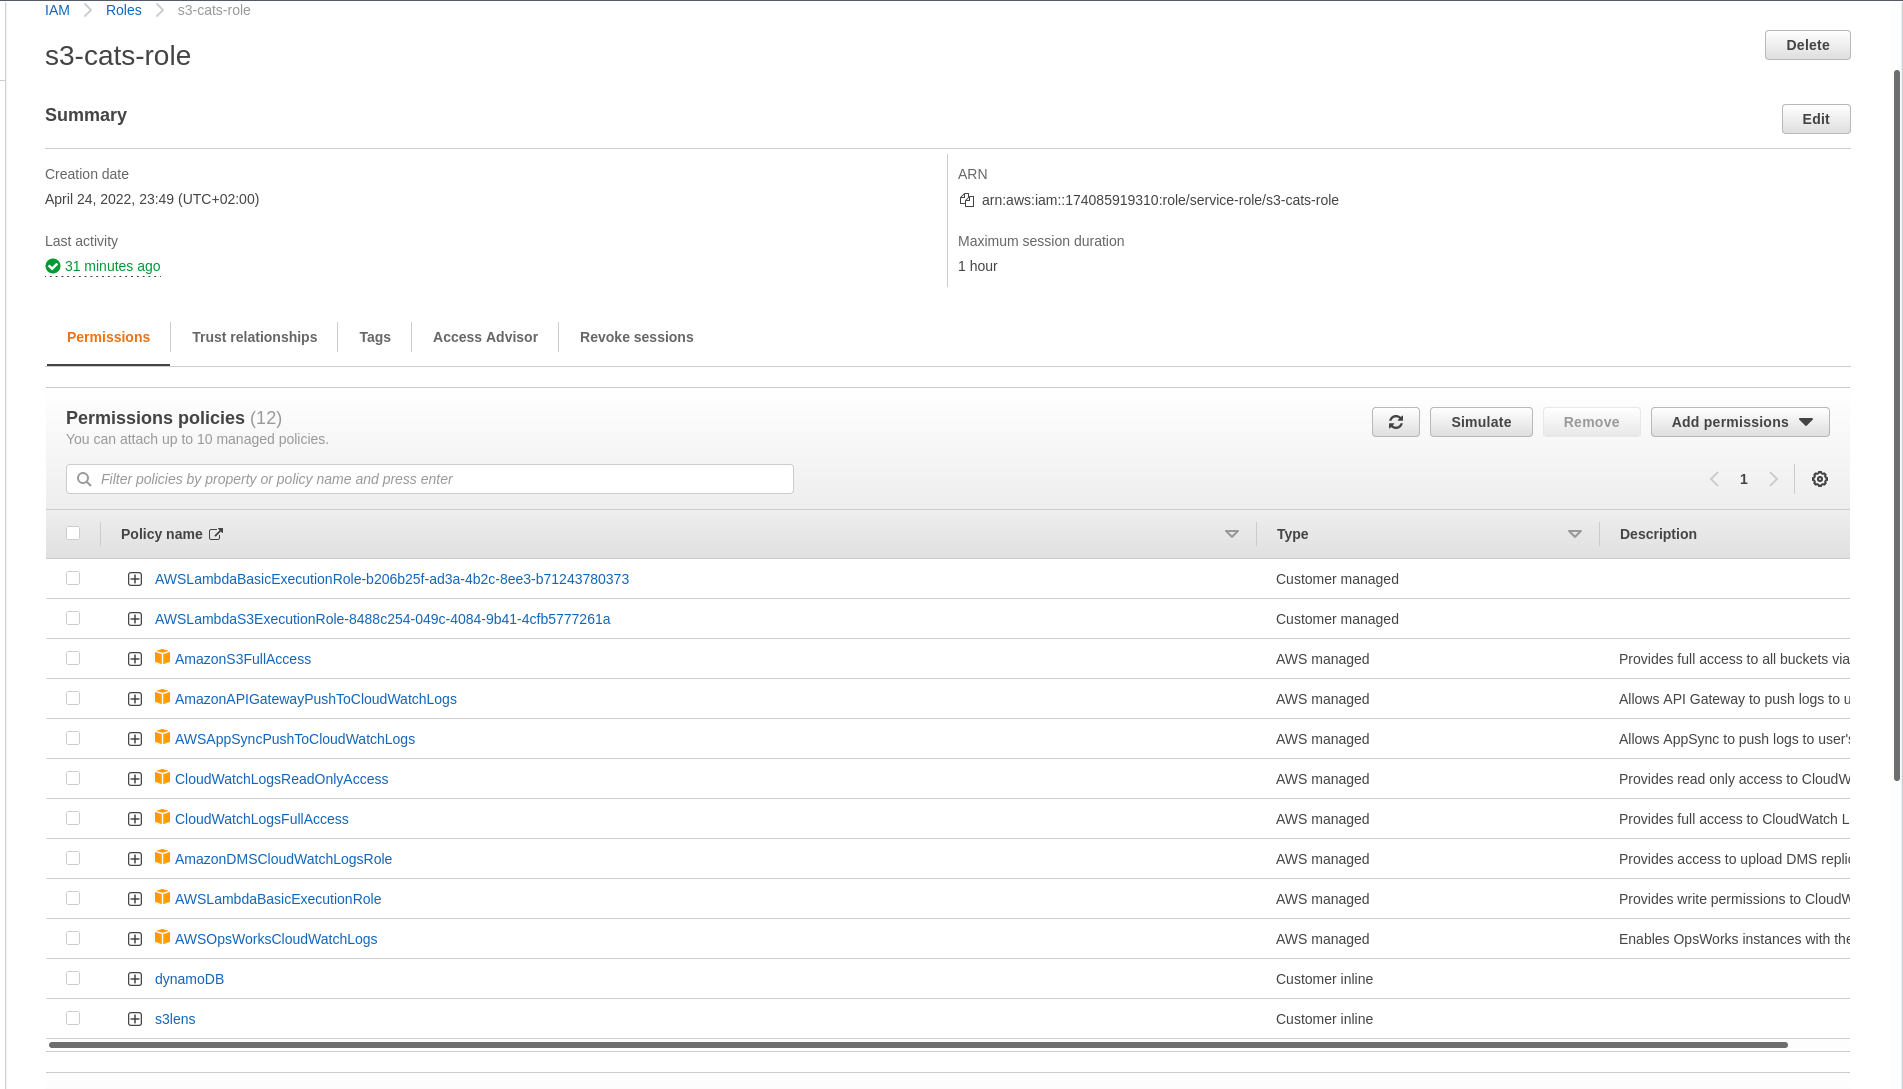 IAM > Roles > s3-cats-role
s3-cats-role
Delete
Summary
Edit
Creation date
April 24, 2022, 23:49 (UTC+02:00)
ARN
arn:aws:iam::174085919310:role/service-role/s3-cats-role
Last activity
31 minutes ago
Maximum session duration
1 hour
Permissions Trust relationships Tags Access Advisor Revoke sessions
Permissions policies (12)
You can attach up to 10 managed policies.
Simulate Remove Add permissions
Filter policies by property or policy name and press enter
1
Policy name Type Description
AWSLambdaBasicExecutionRole-b206b25f-ad3a-4b2c-8ee3-b71243780373 Customer managed
AWSLambdaS3ExecutionRole-8488c254-049c-4084-9b41-4cfb5777261a Customer managed
AmazonS3FullAccess AWS managed Provides full access to all buckets via
AmazonAPIGatewayPushToCloudWatchLogs AWS managed Allows API Gateway to push logs to u
AWSAppSyncPushToCloudWatchLogs AWS managed Allows AppSync to push logs to user's
CloudWatchLogsReadOnlyAccess AWS managed Provides read only access to CloudW
CloudWatchLogsFullAccess AWS managed Provides full access to CloudWatch L
AmazonDMSCloudWatchLogsRole AWS managed Provides access to upload DMS replic
AWSLambdaBasicExecutionRole AWS managed Provides write permissions to CloudW
AWSOpsWorksCloudWatchLogs AWS managed Enables OpsWorks instances with the
dynamoDB Customer inline
s3lens Customer inline